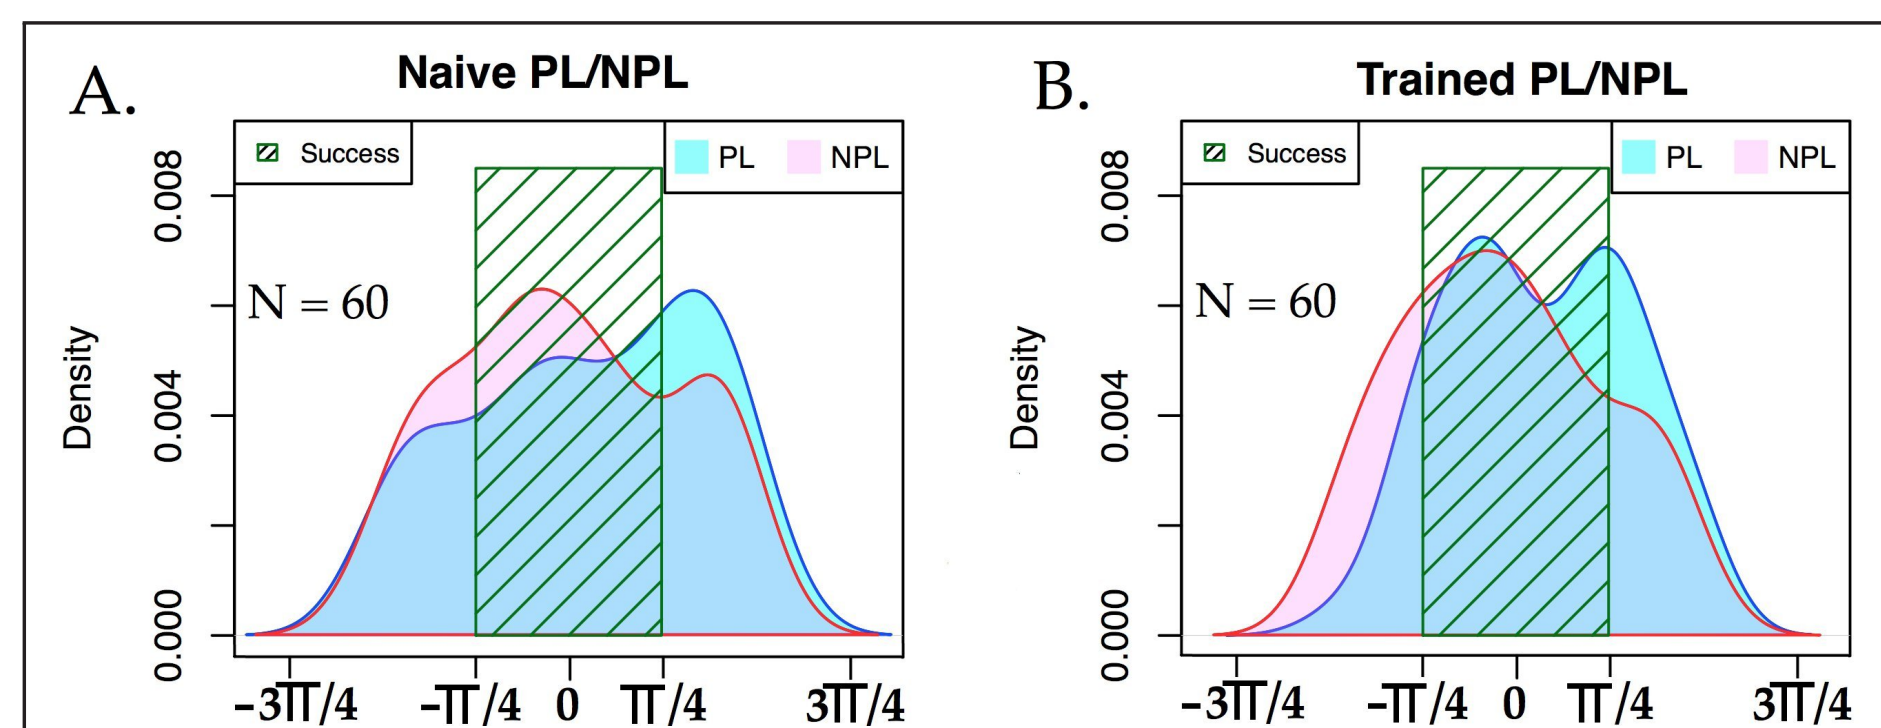 A.
Naive PL/NPL
Success
PL
NPL
N = 60
Density
0.008
0.004
0.000
-3π/4
-π/4
0
π/4
3π/4
B.
Trained PL/NPL
Success
PL
NPL
N = 60
Density
0.008
0.004
0.000
-3π/4
-π/4
0
π/4
3π/4